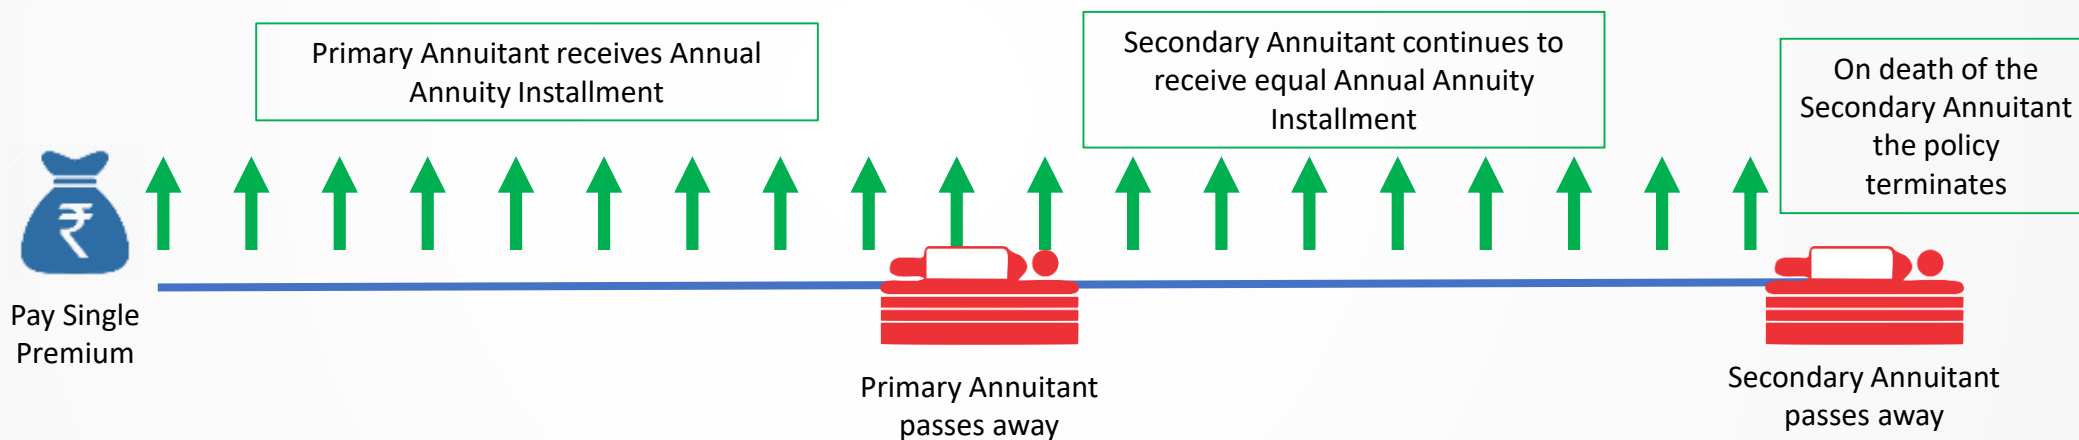 Primary Annuitant receives Annual
Annuity Installment
Secondary Annuitant continues to
receive equal Annual Annuity
Installment
On death of the
Secondary Annuitant
the policy
terminates
₹
Pay Single
Premium
Primary Annuitant
passes away
Secondary Annuitant
passes away